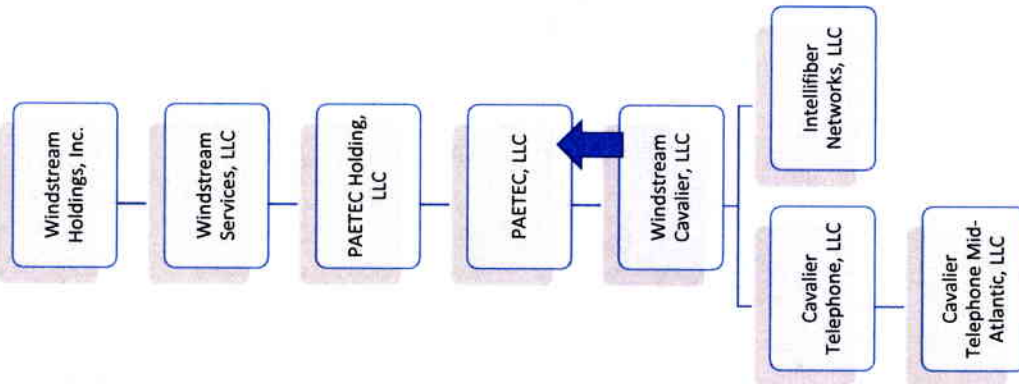 Windstream
Holdings, Inc.
Windstream
Services, LLC
PAETEC Holding,
LLC
PAETEC, LLC
Windstream
Cavalier, LLC
Cavalier
Telephone, LLC
Intellifiber
Networks, LLC
Cavalier
Telephone Mid-
Atlantic, LLC